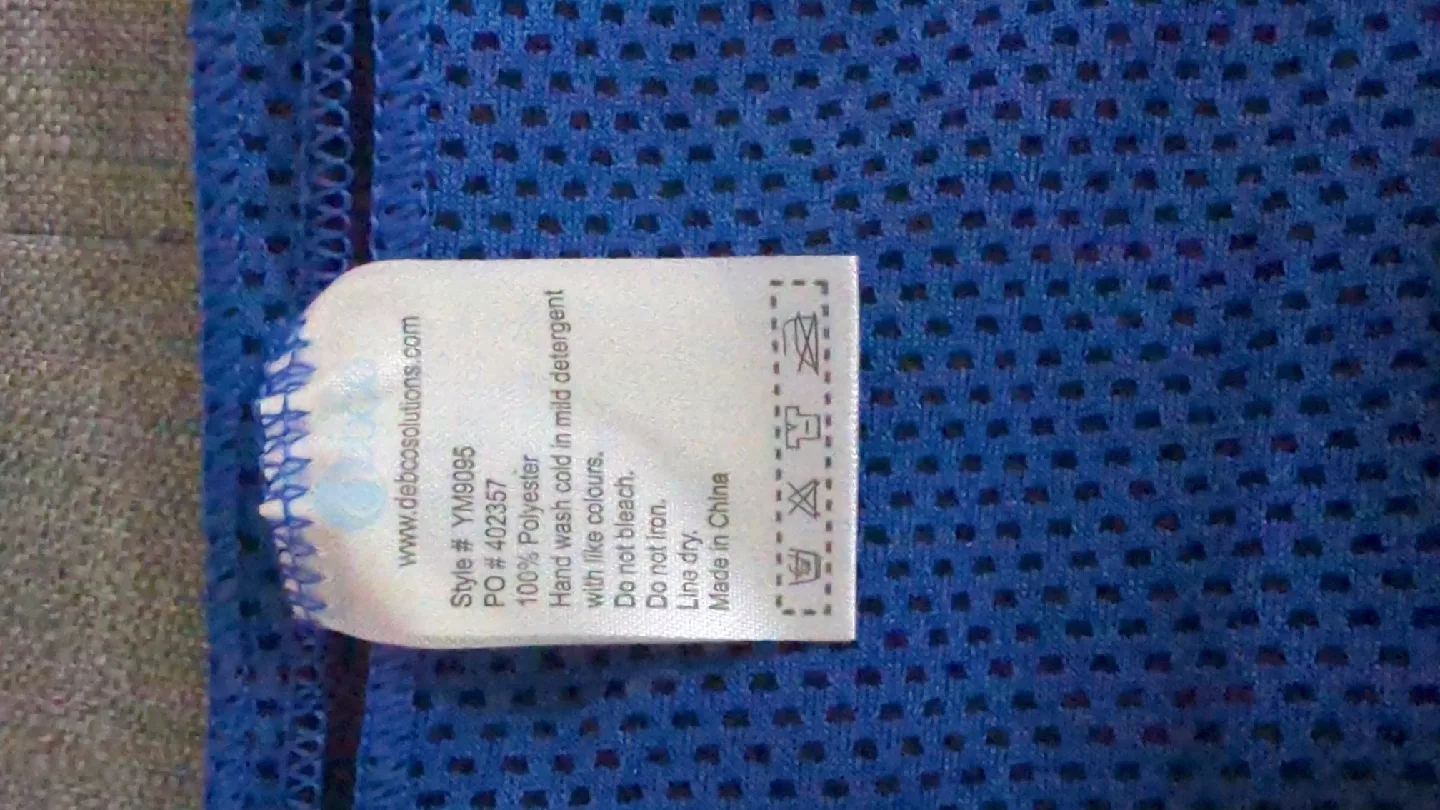 www.debcosolutions.com
Style # YM9095
PO # 402357
100% Polyester
Hand wash cold in mild detergent
with like colours.
Do not bleach.
Do not iron.
Line dry.
Made in China